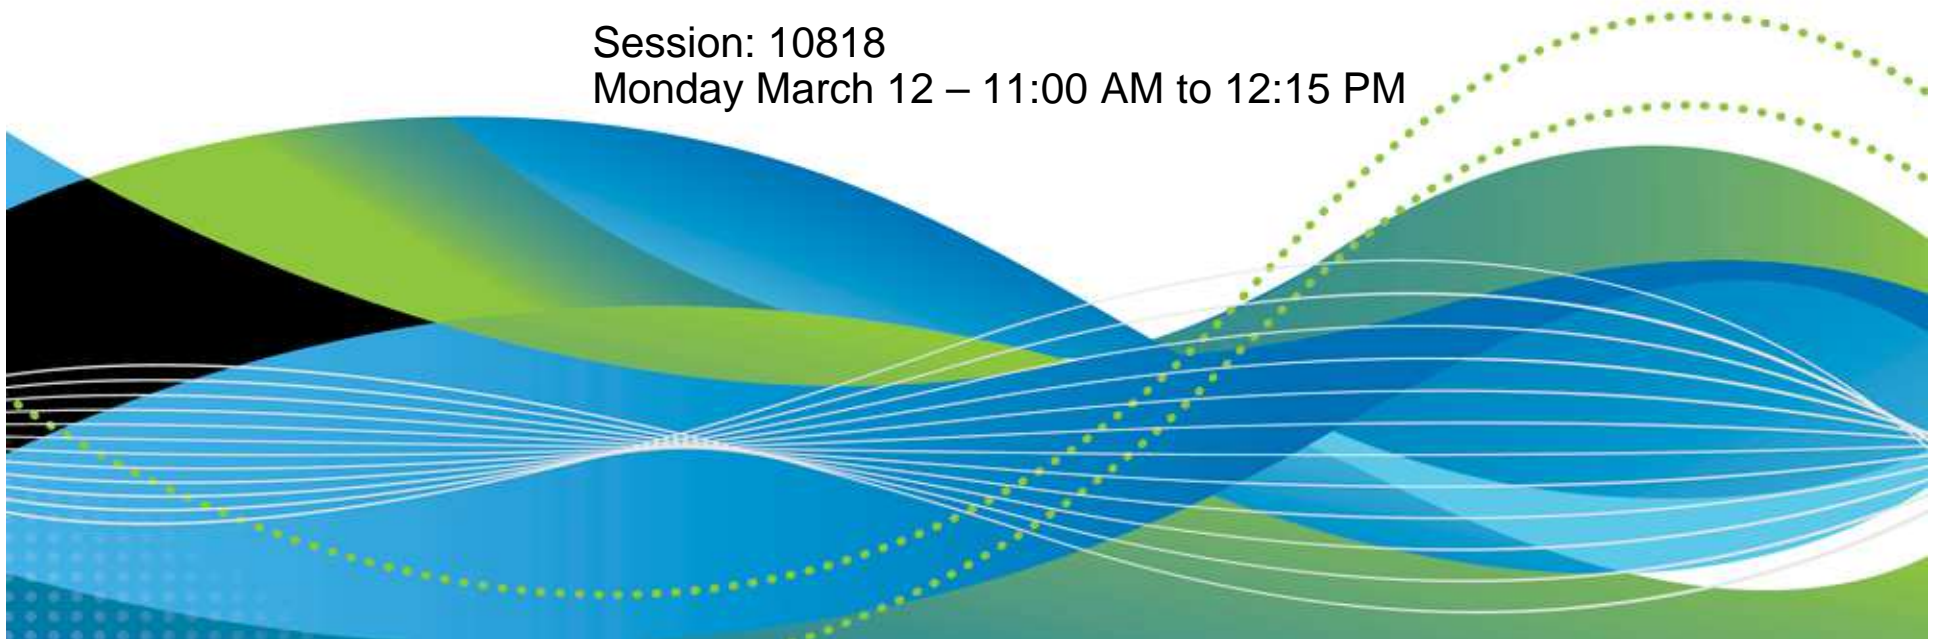 Session: 10818
Monday March 12 – 11:00 AM to 12:15 PM